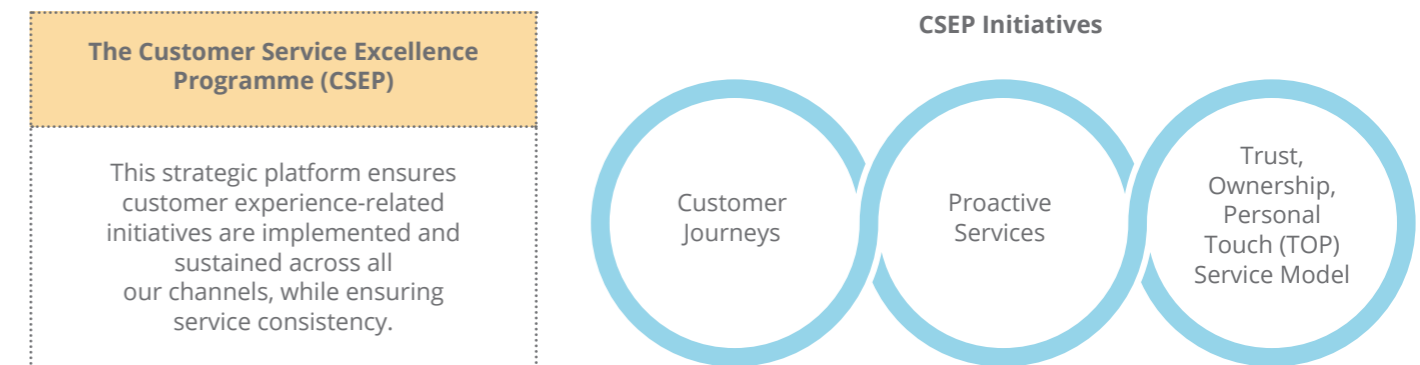 The Customer Service Excellence
Programme (CSEP)
This strategic platform ensures
customer experience-related
initiatives are implemented and
sustained across all
our channels, while ensuring
service consistency.
CSEP Initiatives
Customer
Journeys
Proactive
Services
Trust,
Ownership,
Personal
Touch (TOP)
Service Model